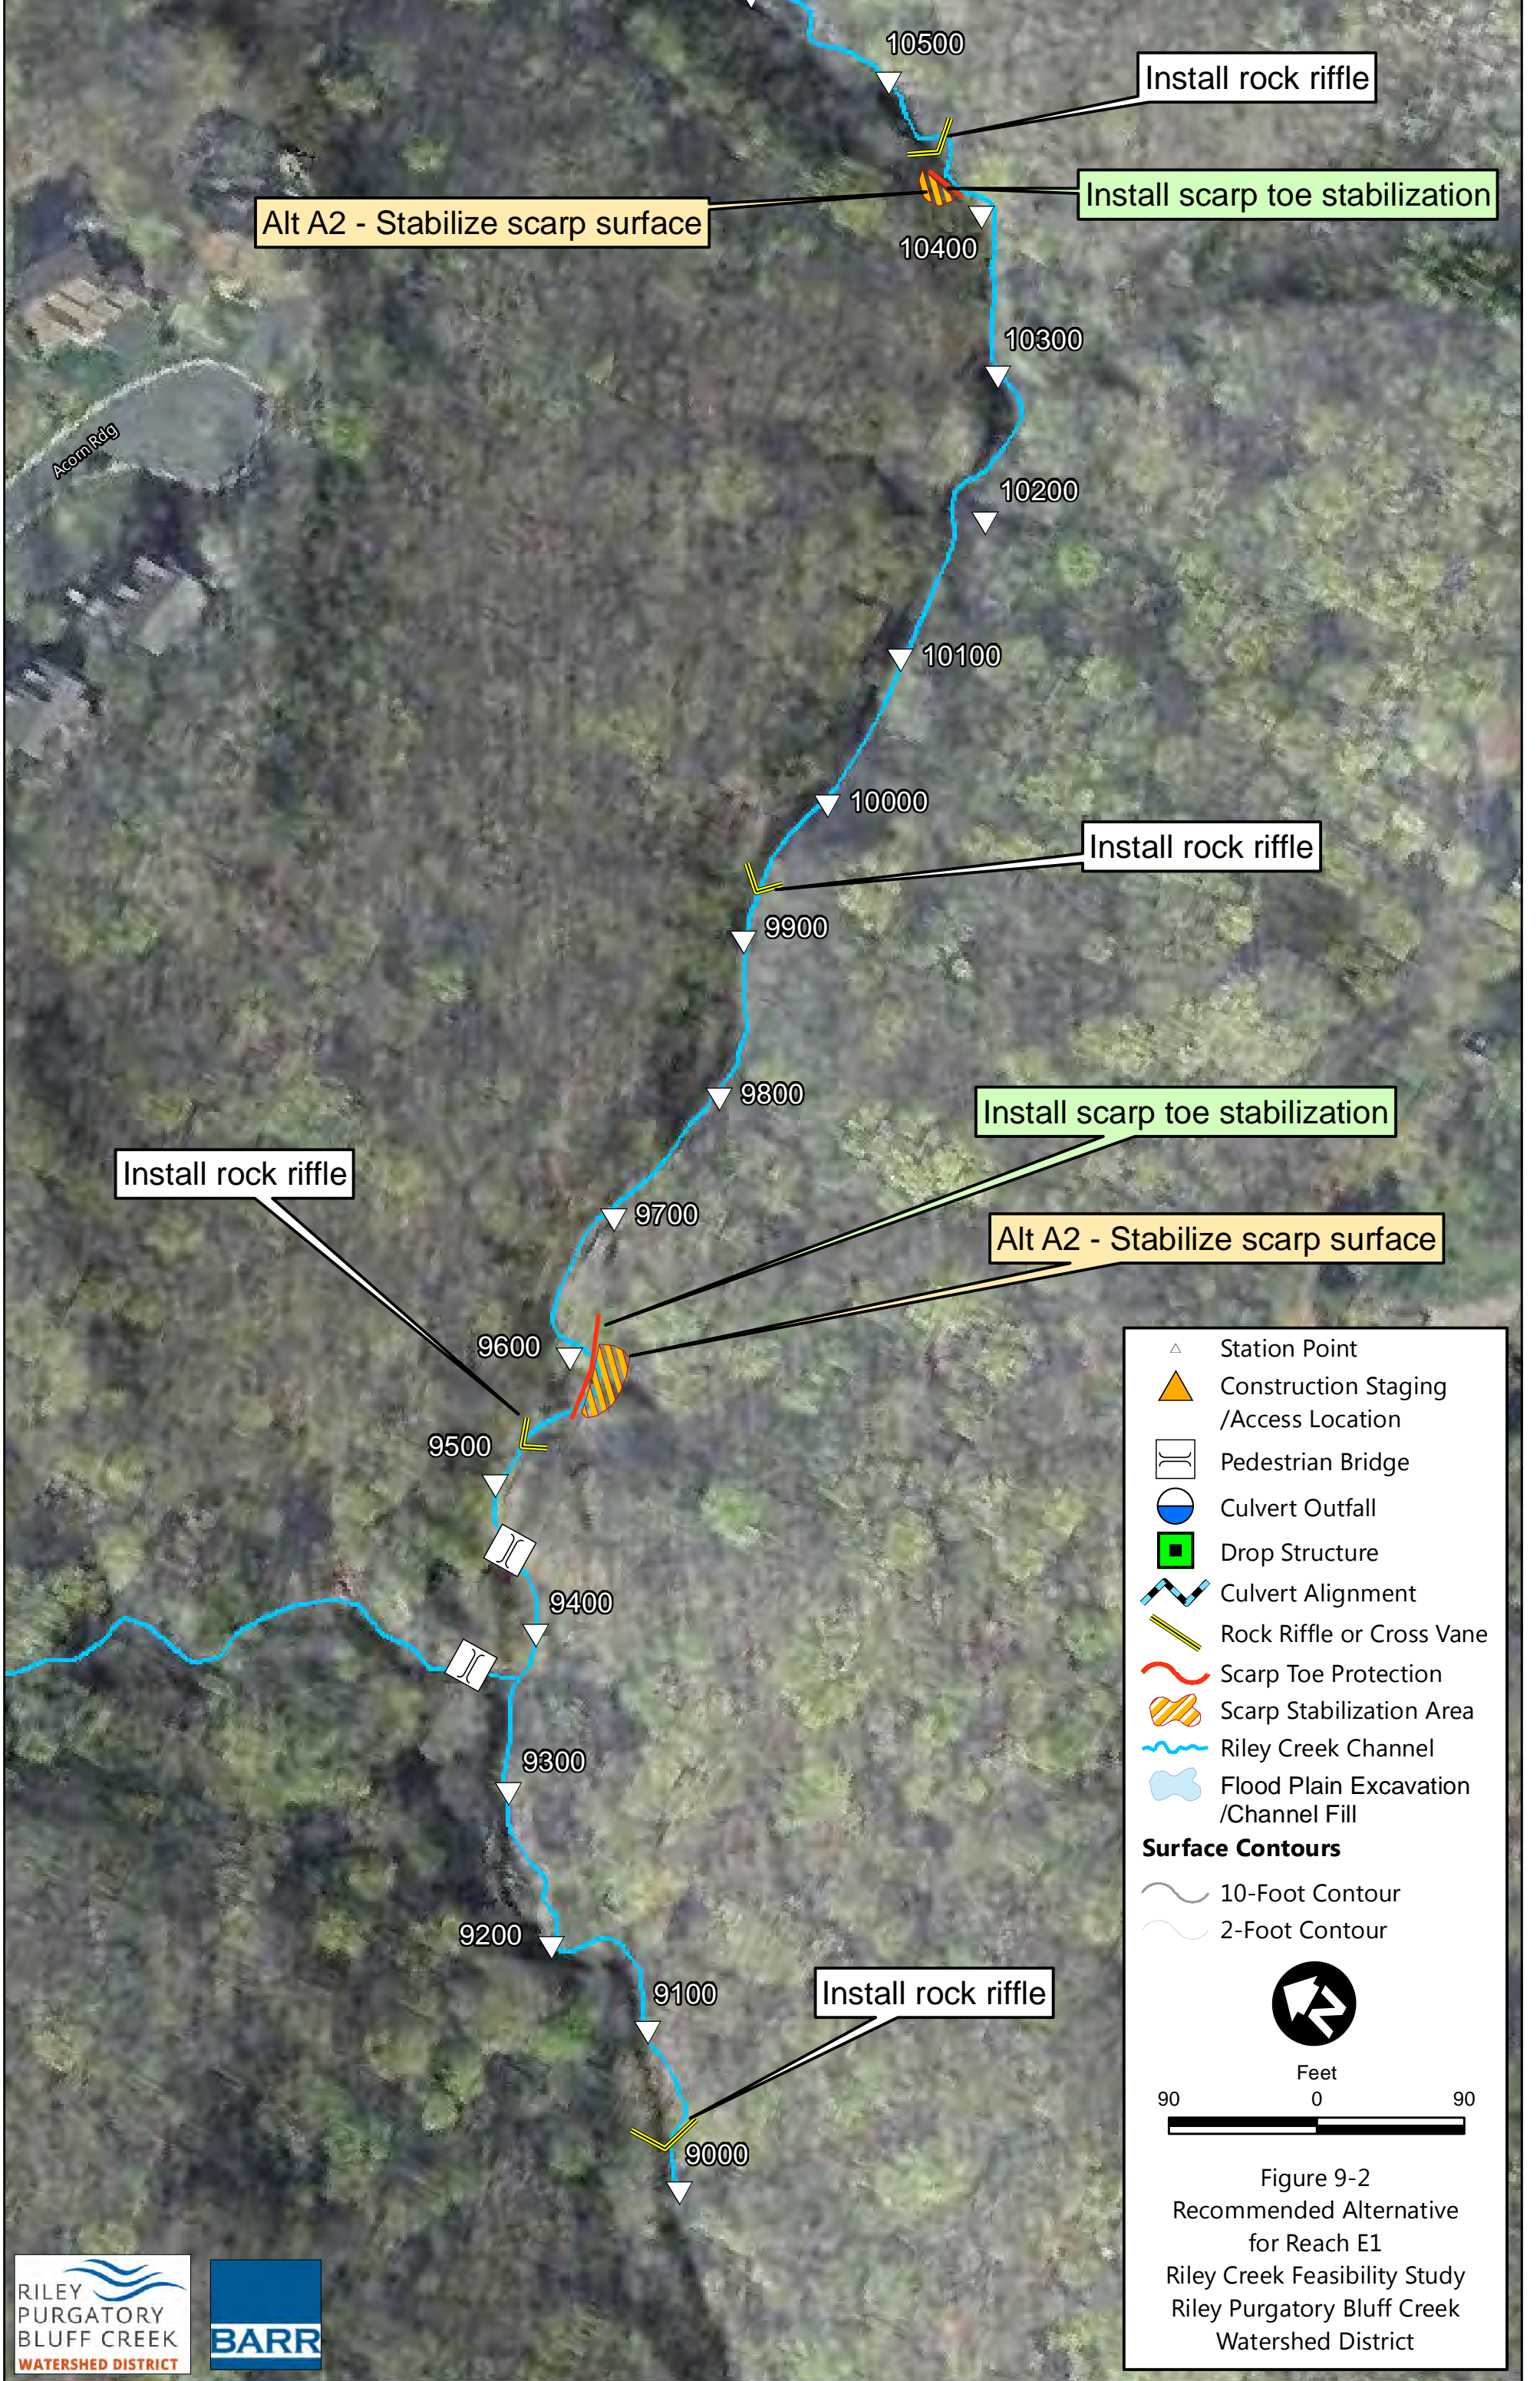 10500
Install rock riffle
Install scarp toe stabilization
Alt A2 - Stabilize scarp surface
10400
10300
Acorn Rdg
10200
10100
10000
Install rock riffle
9900
9800
Install scarp toe stabilization
Install rock riffle
9700
Alt A2 - Stabilize scarp surface
9600
9500
9400
9300
9200
9100
Install rock riffle
9000
Station Point
Construction Staging
/Access Location
Pedestrian Bridge
Culvert Outfall
Drop Structure
Culvert Alignment
Rock Riffle or Cross Vane
Scarp Toe Protection
Scarp Stabilization Area
Riley Creek Channel
Flood Plain Excavation
/Channel Fill
Surface Contours
10-Foot Contour
2-Foot Contour
N
Feet
90 0 90
Figure 9-2
Recommended Alternative
for Reach E1
Riley Creek Feasibility Study
Riley Purgatory Bluff Creek
Watershed District
RILEY
PURGATORY
BLUFF CREEK
WATERSHED DISTRICT
BARR